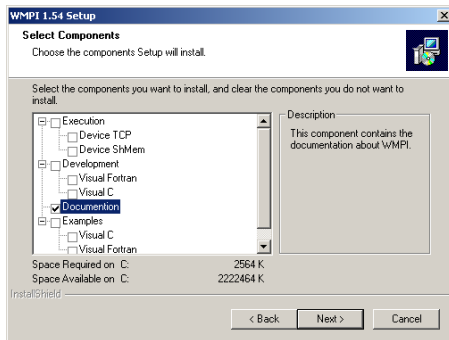 WMPI 1.54 Setup
Select Components
Choose the components Setup will install.
Select the components you want to install, and clear the components you do not want to
install.
Execution
Device TCP
Device ShMem
Development
Visual Fortran
Visual C
Documention
Examples
Visual C
Visual Fortran
Description
This component contains the
documentation about WMPI.
Space Required on C: 2564 K
Space Available on C: 2222464 K
InstallShield
< Back Next > Cancel